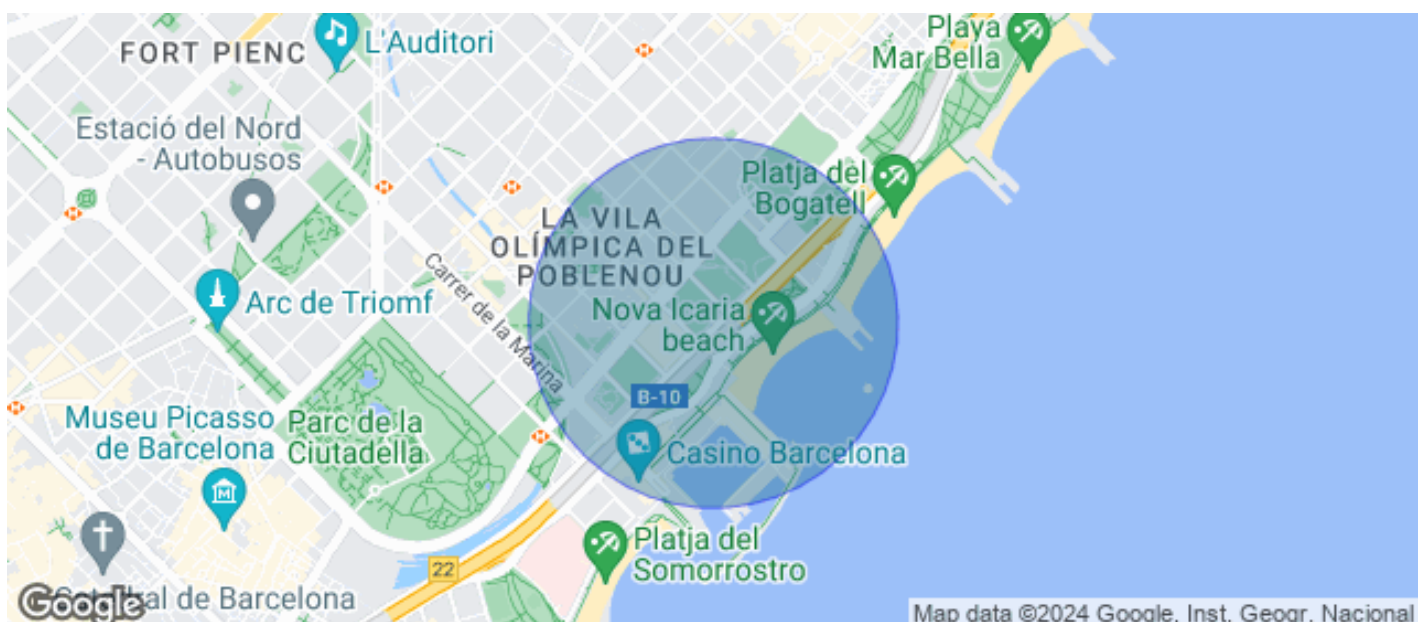 Playa
Mar Bella
FORT PIENC
L'Auditori
Estació del Nord
- Autobusos
Platja del
Bogatell
LA VILA
OLÍMPICA DEL
POBLENOU
Carrer de la Marina
Arc de Triomf
Nova Icaria
beach
B-10
Museu Picasso
de Barcelona
Parc de la
Ciutadella
Casino Barcelona
Platja del
Somorrostro
22
Catedral de Barcelona
Google
Map data ©2024 Google, Inst. Geogr. Nacional